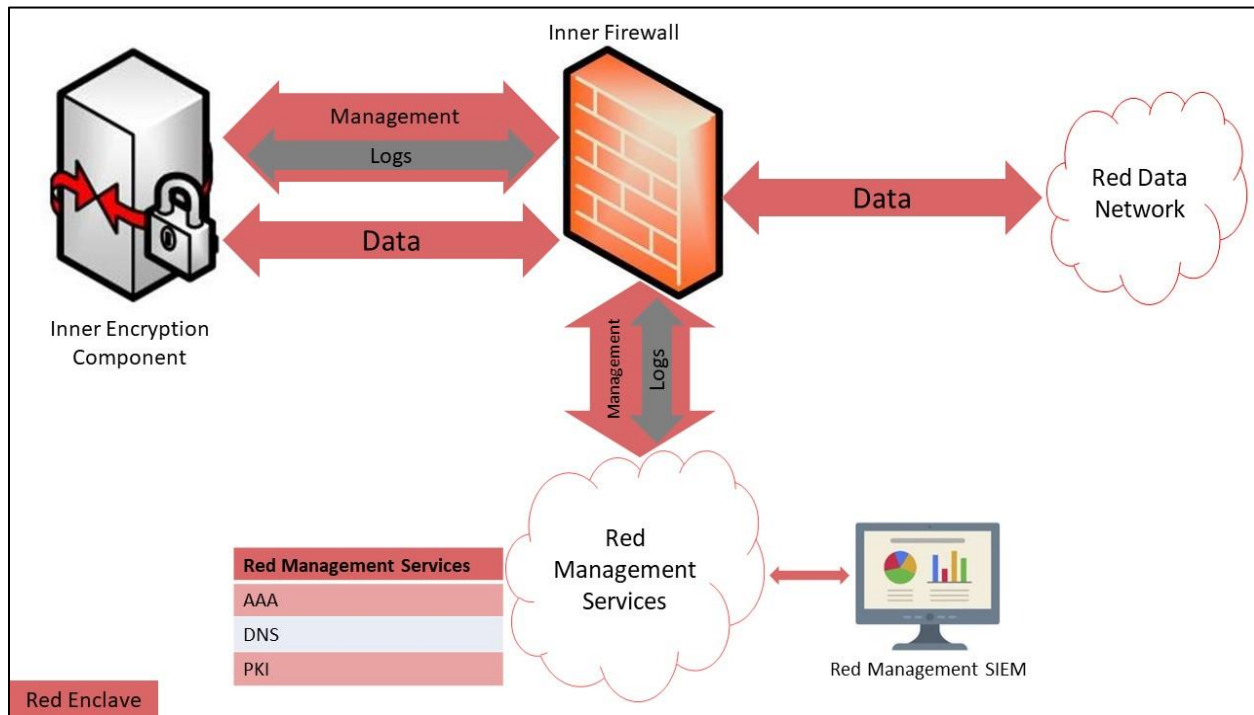 Inner Firewall
Management
Logs
Data
Data
Red Data
Network
Inner Encryption
Component
Management
Logs
Red
Management
Services
Red Management Services
AAA
DNS
PKI
Red Management SIEM
Red Enclave